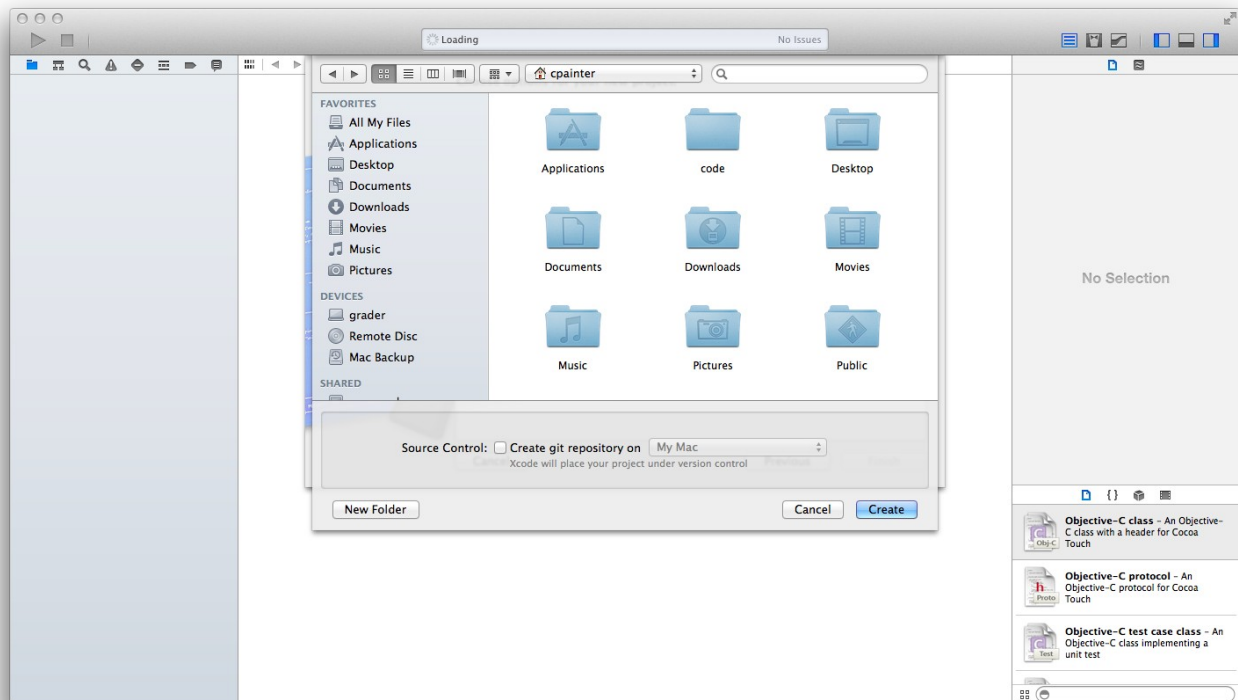 Loading
No Issues
cpainter
FAVORITES
All My Files
Applications
Desktop
Documents
Downloads
Movies
Music
Pictures
DEVICES
grader
Remote Disc
Mac Backup
SHARED
Applications
code
Desktop
Documents
Downloads
Movies
Music
Pictures
Public
Source Control:
Create git repository on
My Mac
Xcode will place your project under version control
New Folder
Cancel
Create
No Selection
{ }
Objective-C class – An Objective-
C class with a header for Cocoa
Touch
Obj-C
Objective-C protocol – An
Objective-C protocol for Cocoa
Touch
h
Proto
Objective-C test case class – An
Objective-C class implementing a
unit test
Test